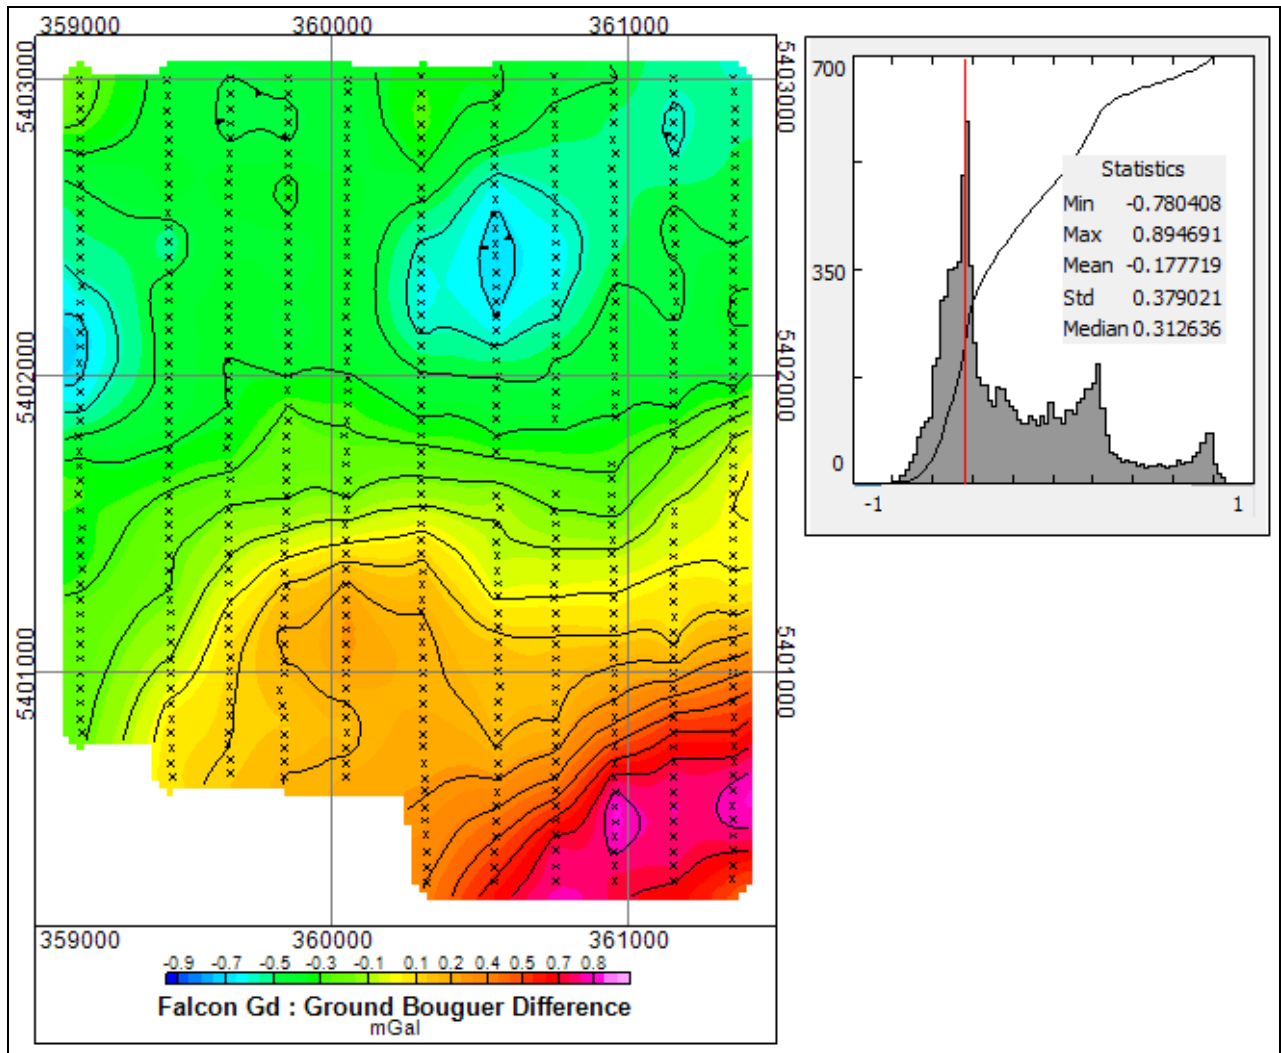 359000 360000 361000
5403000 5403000
5402000 5402000
5401000 5401000
359000 360000 361000
-0.9 -0.7 -0.5 -0.3 -0.1 0.1 0.2 0.4 0.5 0.7 0.8
Falcon Gd : Ground Bouguer Difference
mGal
700
350
0
-1 1
Statistics
Min -0.780408
Max 0.894691
Mean -0.177719
Std 0.379021
Median 0.312636